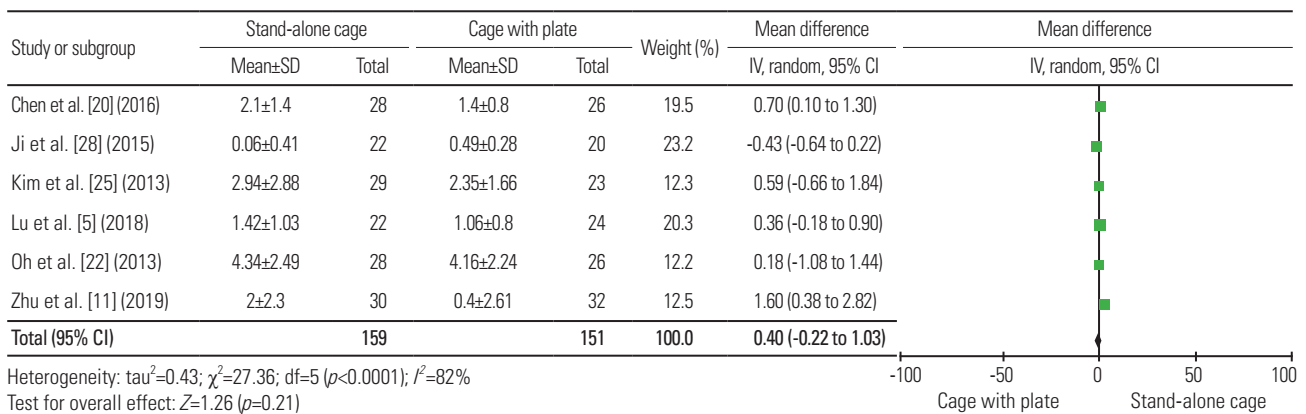 Study or subgroup Stand-alone cage Cage with plate Weight (%) Mean difference Mean difference
Mean±SD Total Mean±SD Total IV, random, 95% CI IV, random, 95% CI
Chen et al. [20] (2016) 2.1±1.4 28 1.4±0.8 26 19.5 0.70 (0.10 to 1.30)
Ji et al. [28] (2015) 0.06±0.41 22 0.49±0.28 20 23.2 -0.43 (-0.64 to 0.22)
Kim et al. [25] (2013) 2.94±2.88 29 2.35±1.66 23 12.3 0.59 (-0.66 to 1.84)
Lu et al. [5] (2018) 1.42±1.03 22 1.06±0.8 24 20.3 0.36 (-0.18 to 0.90)
Oh et al. [22] (2013) 4.34±2.49 28 4.16±2.24 26 12.2 0.18 (-1.08 to 1.44)
Zhu et al. [11] (2019) 2±2.3 30 0.4±2.61 32 12.5 1.60 (0.38 to 2.82)
Total (95% CI) 159 151 100.0 0.40 (-0.22 to 1.03)
Heterogeneity: tau²=0.43; χ²=27.36; df=5 (p<0.0001); I²=82%
-100 -50 0 50 100
Test for overall effect: Z=1.26 (p=0.21)
Cage with plate Stand-alone cage